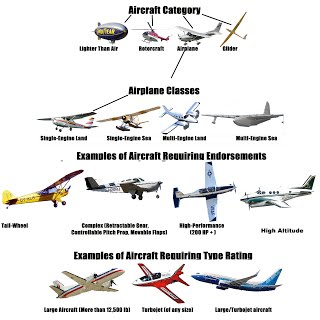 Aircraft Category
GOODYEAR
Lighter Than Air Rotorcraft Airplane Glider
Airplane Classes
Single-Engine Land Single-Engine Sea Multi-Engine Land Multi-Engine Sea
Examples of Aircraft Requiring Endorsements
Tail-Wheel
Complex (Retractable Gear,
Controllable Pitch Prop, Movable Flaps)
High-Performance
(200 HP + )
High Altitude
Examples of Aircraft Requiring Type Rating
Large Aircraft (More than 12,500 lb) Turbojet (of any size) Large/Turbojet aircraft